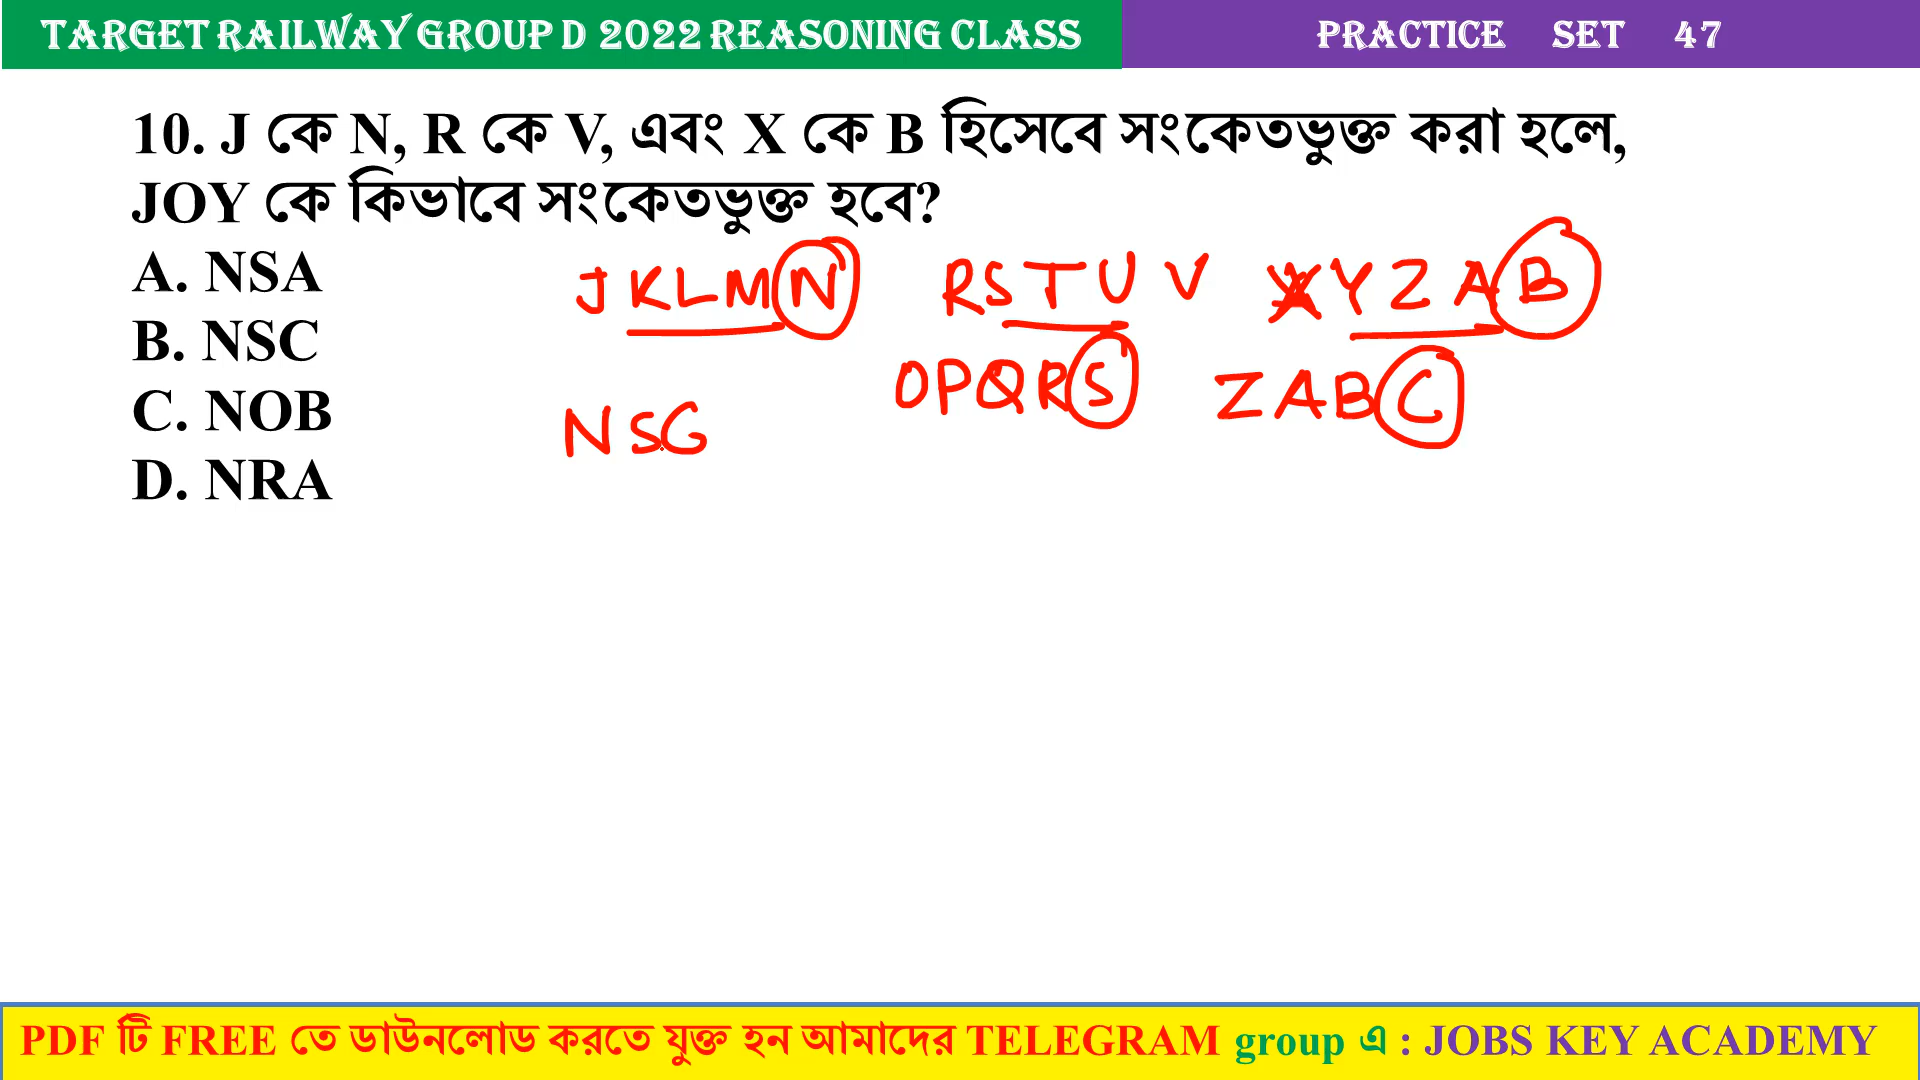 TARGET RAILWAY GROUP D 2022 REASONING CLASS PRACTICE SET 47
10. J কে N, R কে V, এবং X কে B হিসেবে সংকেতভুক্ত করা হলে,
JOY কে কিভাবে সংকেতভুক্ত হবে?
A. NSA
B. NSC
C. NOB
D. NRA
J K L M N R S T U V X Y Z A B
O P Q R S Z A B C
N S C
PDF টি FREE তে ডাউনলোড করতে যুক্ত হন আমাদের TELEGRAM group এ : JOBS KEY ACADEMY